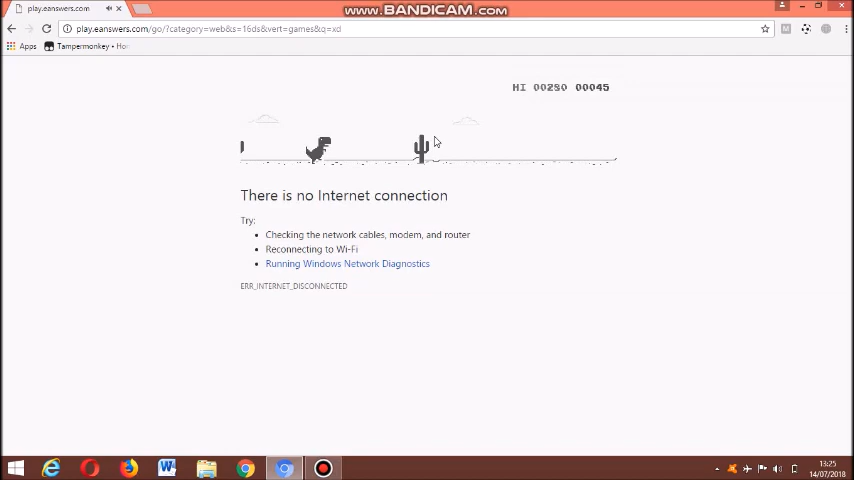 www.BANDICAM.com
play.eanswers.com
play.eanswers.com/go/?category=web&s=16ds&vert=games&q=xd
Apps Tampermonkey • Ho
HI 00280 00045
There is no Internet connection
Try:
• Checking the network cables, modem, and router
• Reconnecting to Wi-Fi
• Running Windows Network Diagnostics
ERR_INTERNET_DISCONNECTED
13:25
14/07/2018